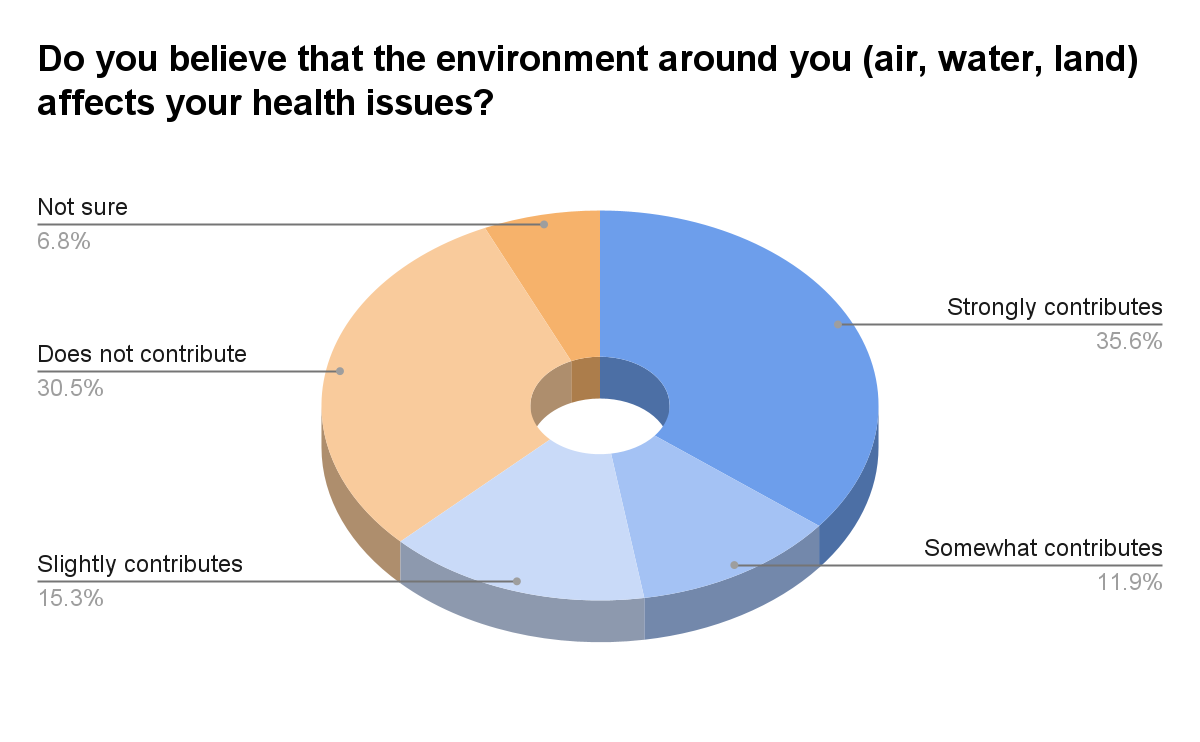 Do you believe that the environment around you (air, water, land)
affects your health issues?
Not sure
6.8%
Strongly contributes
35.6%
Does not contribute
30.5%
Somewhat contributes
11.9%
Slightly contributes
15.3%